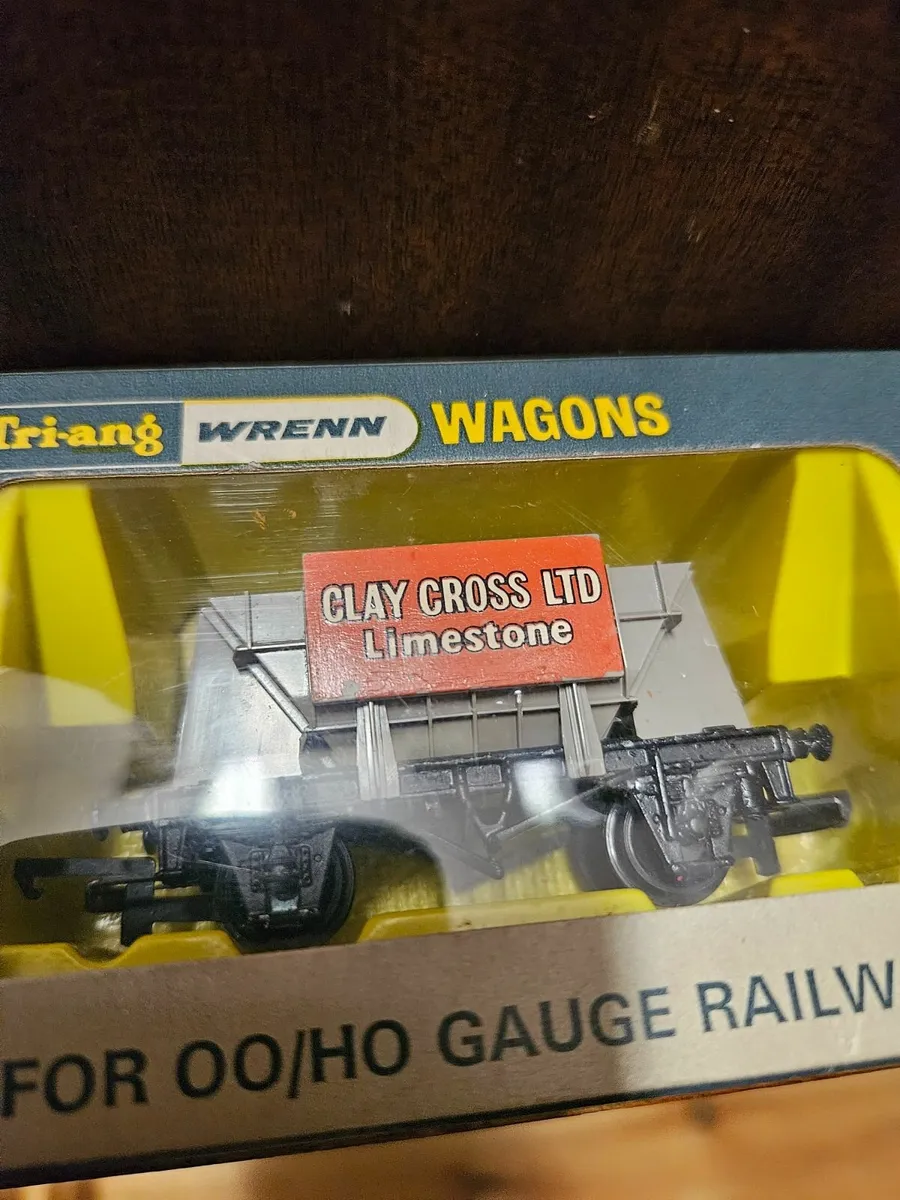 Tri-ang WRENN WAGONS
CLAY CROSS LTD
Limestone
FOR OO/HO GAUGE RAILW